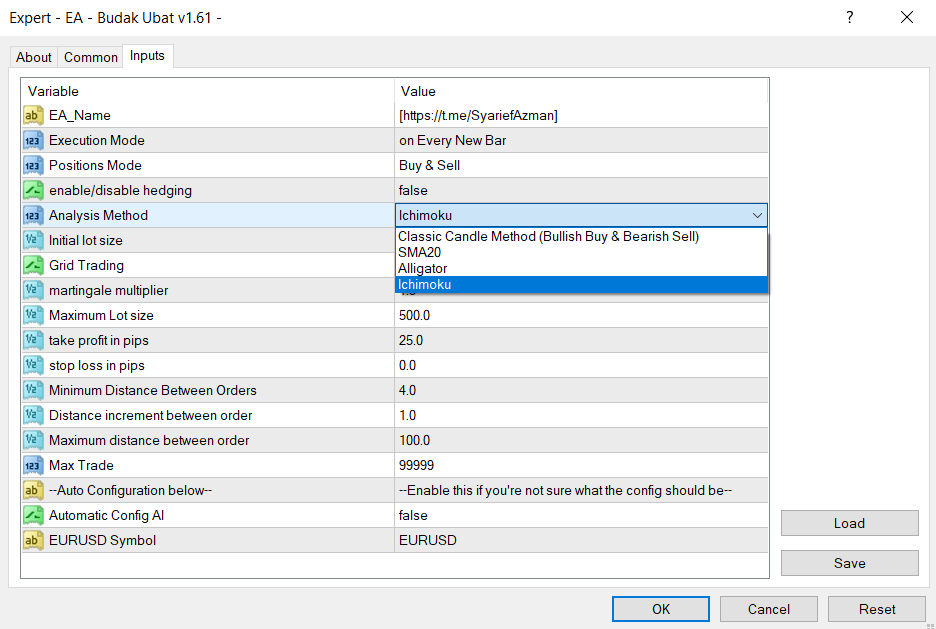 Expert - EA - Budak Ubat v1.61 -
About Common Inputs
Variable Value
EA_Name [https://t.me/SyariefAzman]
Execution Mode on Every New Bar
Positions Mode Buy & Sell
enable/disable hedging false
Analysis Method Ichimoku
Classic Candle Method (Bullish Buy & Bearish Sell)
Initial lot size
SMA20
Grid Trading
Alligator
Ichimoku
martingale multiplier
Maximum Lot size 500.0
take profit in pips 25.0
stop loss in pips 0.0
Minimum Distance Between Orders 4.0
Distance increment between order 1.0
Maximum distance between order 100.0
Max Trade 99999
--Auto Configuration below-- --Enable this if you're not sure what the config should be--
Automatic Config AI false
EURUSD Symbol EURUSD
Load
Save
OK Cancel Reset